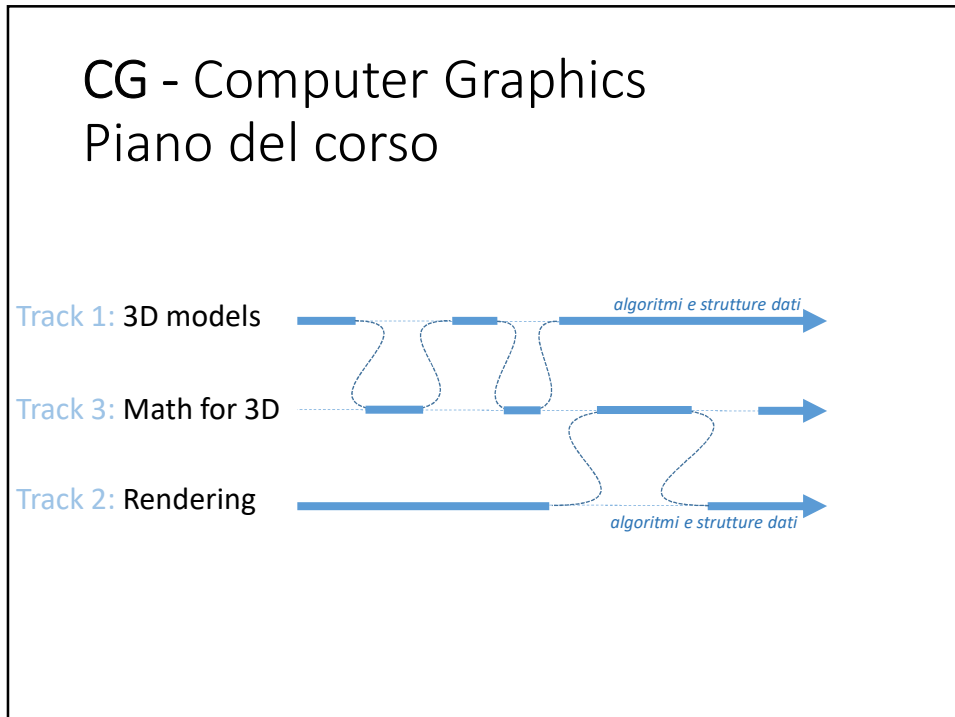 CG - Computer Graphics
Piano del corso
algoritmi e strutture dati
Track 1: 3D models
Track 3: Math for 3D
Track 2: Rendering
algoritmi e strutture dati